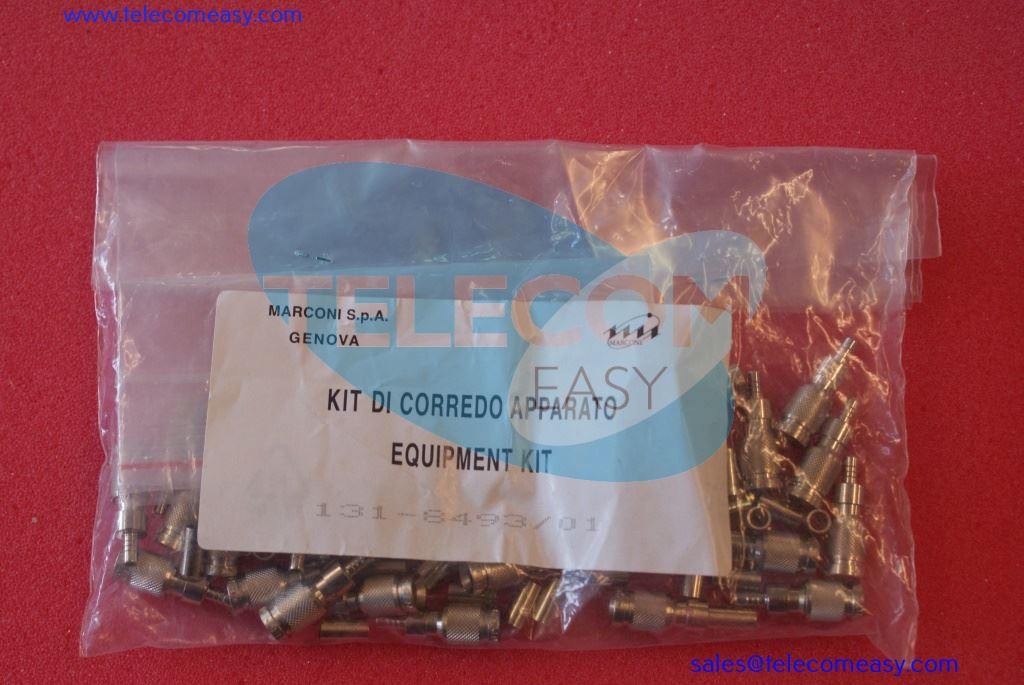 www.telecomeasy.com
TELECOM
EASY
MARCONI S.p.A.
GENOVA
MARCONI
KIT DI CORREDO APPARATO
EQUIPMENT KIT
131-8493/01
sales@telecomeasy.com